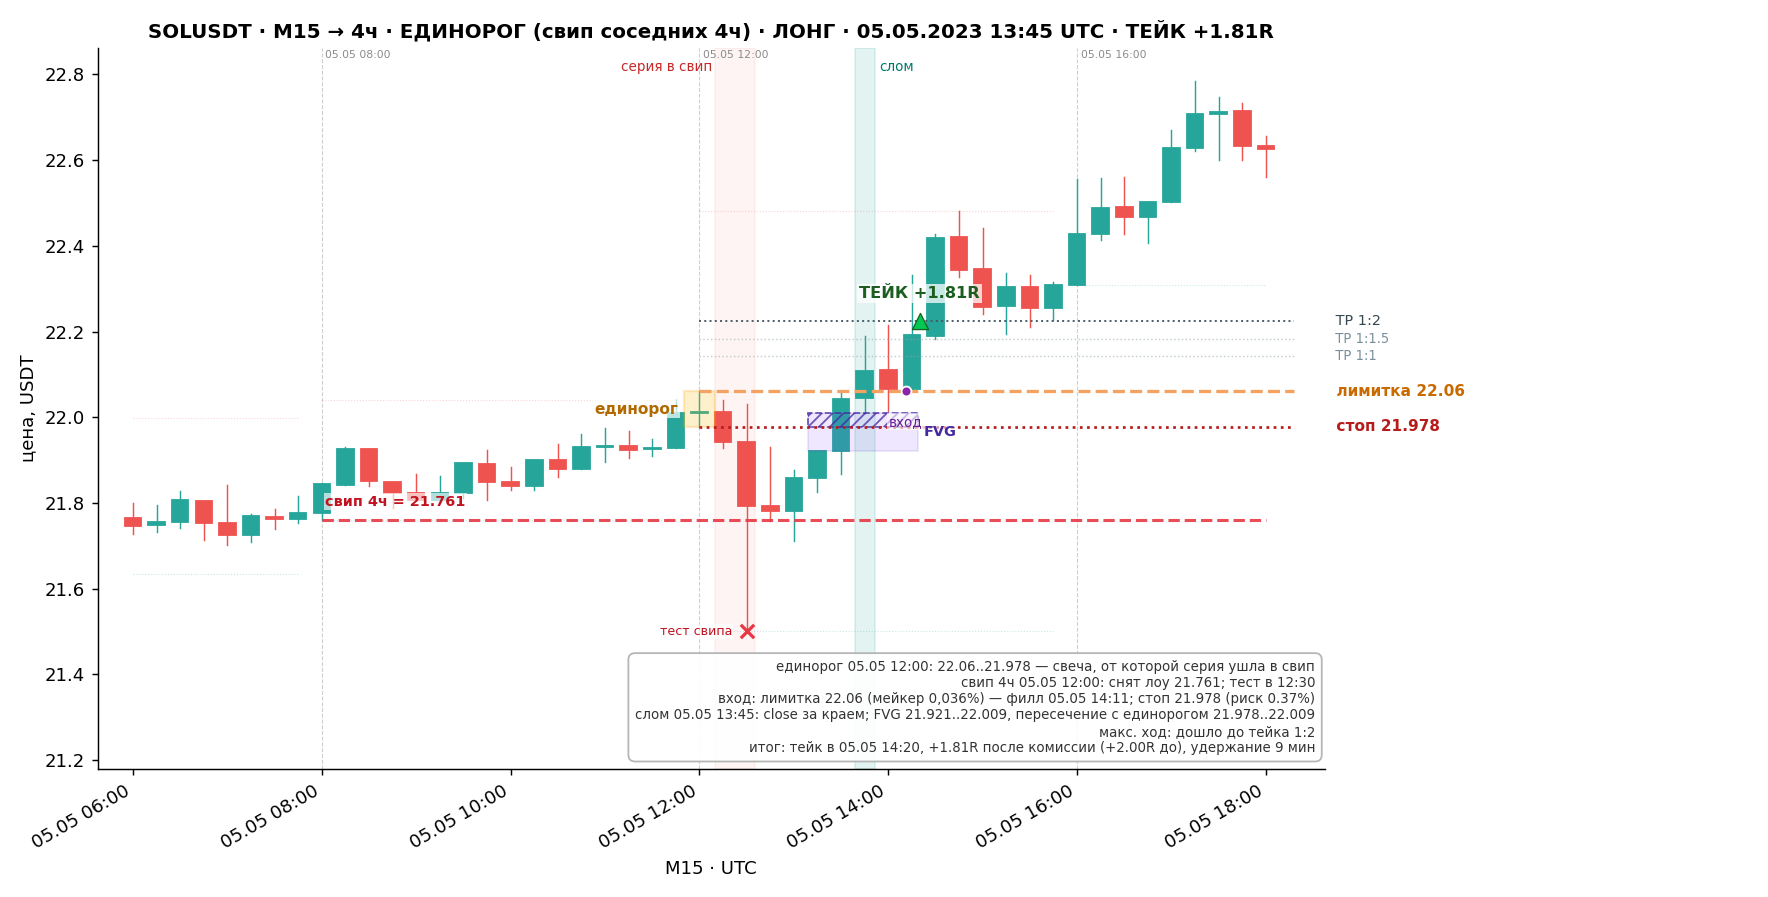 SOLUSDT · M15 → 4ч · ЕДИНОРОГ (свип соседних 4ч) · ЛОНГ · 05.05.2023 13:45 UTC · ТЕЙК +1.81R
05.05 08:00
05.05 12:00
05.05 16:00
серия в свип
слом
22.8
22.6
22.4
22.2
22.0
21.8
21.6
21.4
21.2
цена, USDT
ТЕЙК +1.81R
TP 1:2
TP 1:1.5
TP 1:1
лимитка 22.06
единорог
вход
FVG
стоп 21.978
свип 4ч = 21.761
тест свипа
единорог 05.05 12:00: 22.06..21.978 — свеча, от которой серия ушла в свип
свип 4ч 05.05 12:00: снят лоу 21.761; тест в 12:30
вход: лимитка 22.06 (мейкер 0,036%) — филл 05.05 14:11; стоп 21.978 (риск 0.37%)
слом 05.05 13:45: close за краем; FVG 21.921..22.009, пересечение с единорогом 21.978..22.009
макс. ход: дошло до тейка 1:2
итог: тейк в 05.05 14:20, +1.81R после комиссии (+2.00R до), удержание 9 мин
05.05 06:00
05.05 08:00
05.05 10:00
05.05 12:00
05.05 14:00
05.05 16:00
05.05 18:00
M15 · UTC